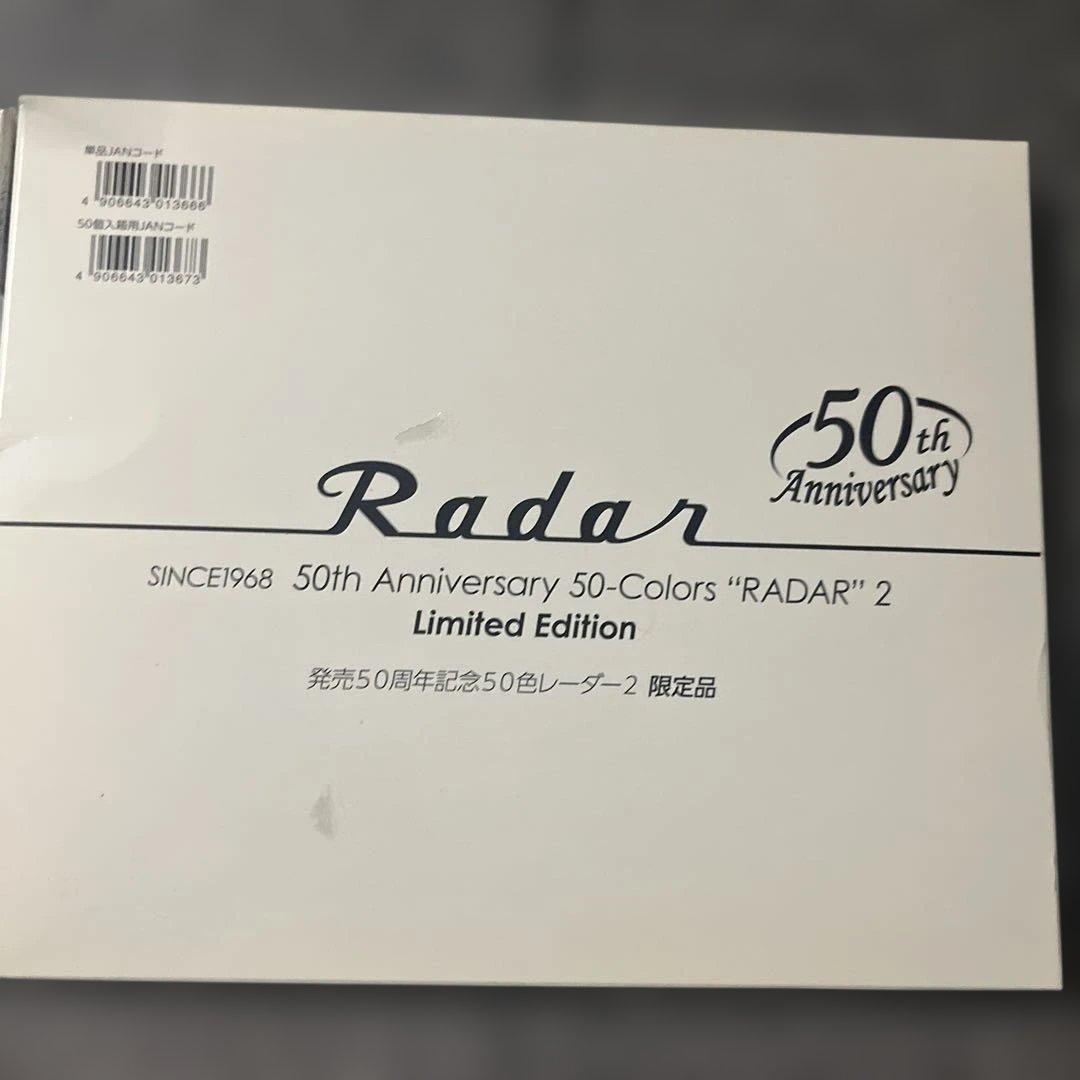 単品JANコード
4 906643 013666
50個入箱用JANコード
4 906643 013673
50th
Anniversary
Radar
SINCE1968 50th Anniversary 50-Colors “RADAR” 2
Limited Edition
発売50周年記念50色レーダー2 限定品